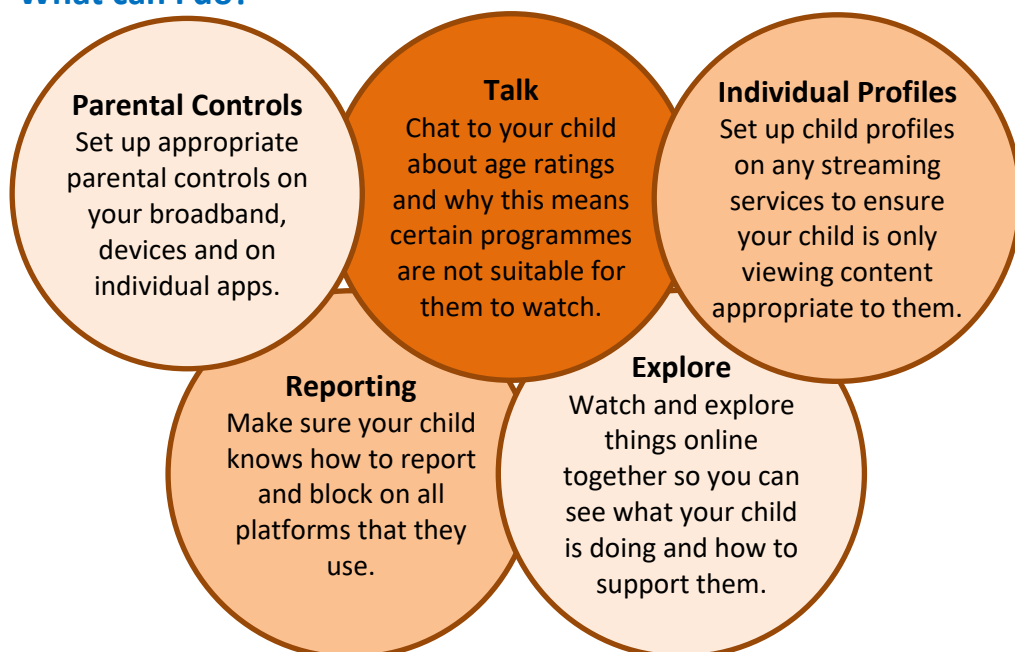 What can I do?
Parental Controls
Set up appropriate
parental controls on
your broadband,
devices and on
individual apps.
Talk
Chat to your child
about age ratings
and why this means
certain programmes
are not suitable for
them to watch.
Individual Profiles
Set up child profiles
on any streaming
services to ensure
your child is only
viewing content
appropriate to them.
Reporting
Make sure your child
knows how to report
and block on all
platforms that they
use.
Explore
Watch and explore
things online
together so you can
see what your child
is doing and how to
support them.